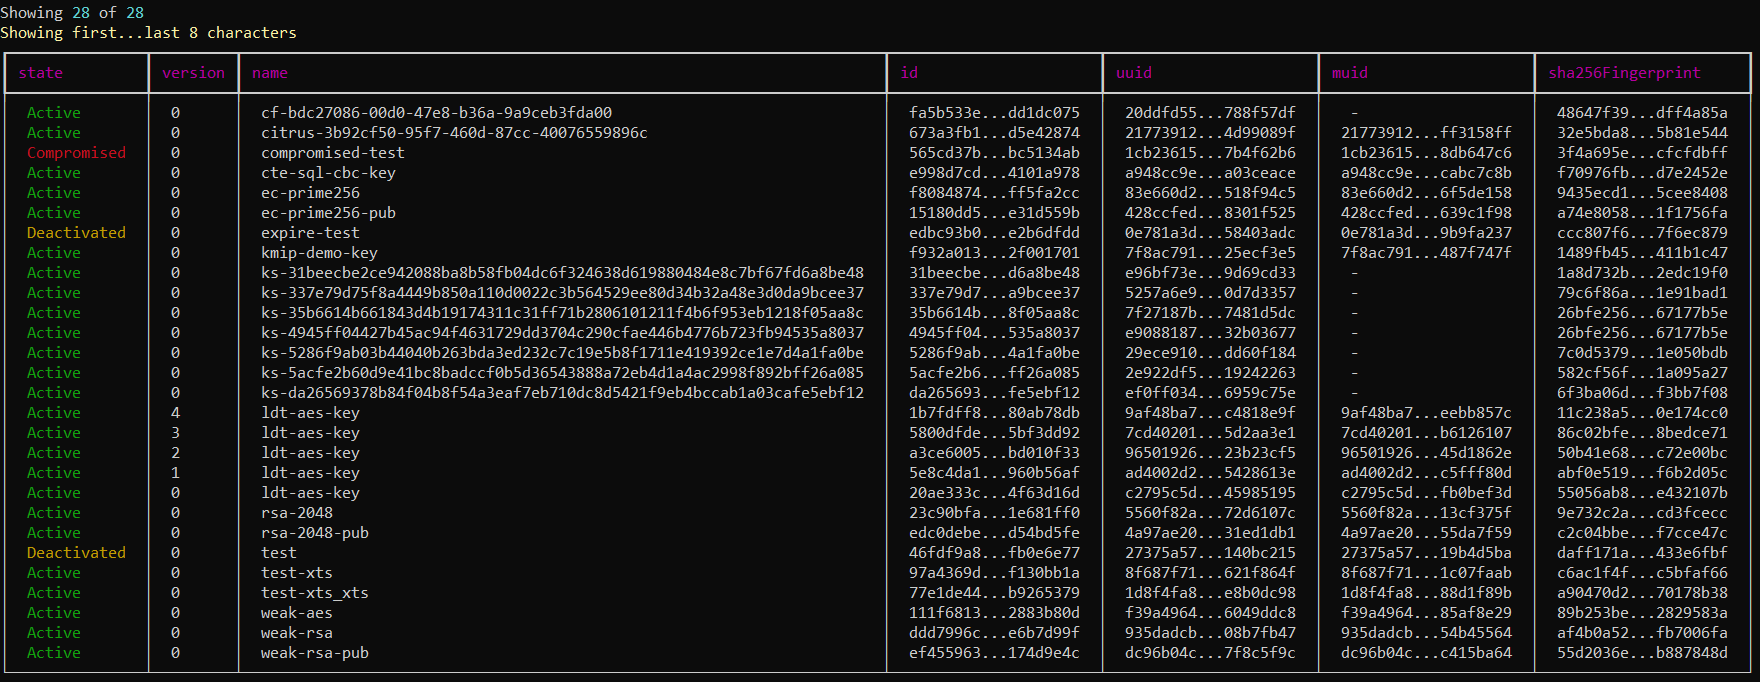 Showing 28 of 28
Showing first...last 8 characters
state version name id uuid muid sha256Fingerprint
Active 0 cf-bdc27086-00d0-47e8-b36a-9a9ceb3fda00 fa5b533e...dd1dc075 20ddfd55...788f57df - 48647f39...dff4a85a
Active 0 citrus-3b92cf50-95f7-460d-87cc-40076559896c 673a3fb1...d5e42874 21773912...4d99089f 21773912...ff3158ff 32e5bda8...5b81e544
Compromised 0 compromised-test 565cd37b...bc5134ab 1cb23615...7b4f62b6 1cb23615...8db647c6 3f4a695e...cfcfdbff
Active 0 cte-sql-cbc-key e998d7cd...4101a978 a948cc9e...a03ceace a948cc9e...cabc7c8b f70976fb...d7e2452e
Active 0 ec-prime256 f8084874...ff5fa2cc 83e660d2...518f94c5 83e660d2...6f5de158 9435ecd1...5cee8408
Active 0 ec-prime256-pub 15180dd5...e31d559b 428ccfed...8301f525 428ccfed...639c1f98 a74e8058...1f1756fa
Deactivated 0 expire-test edbc93b0...e2b6dfdd 0e781a3d...58403adc 0e781a3d...9b9fa237 ccc807f6...7f6ec879
Active 0 kmip-demo-key f932a013...2f001701 7f8ac791...25ecf3e5 7f8ac791...487f747f 1489fb45...411b1c47
Active 0 ks-31beecbe2ce942088ba8b58fb04dc6f324638d619880484e8c7bf67fd6a8be48 31beecbe...d6a8be48 e96bf73e...9d69cd33 - 1a8d732b...2edc19f0
Active 0 ks-337e79d75f8a4449b850a110d0022c3b564529ee80d34b32a48e3d0da9bcee37 337e79d7...a9bcee37 5257a6e9...0d7d3357 - 79c6f86a...1e91bad1
Active 0 ks-35b6614b661843d4b19174311c31ff71b2806101211f4b6f953eb1218f05aa8c 35b6614b...8f05aa8c 7f27187b...7481d5dc - 26bfe256...67177b5e
Active 0 ks-4945ff04427b45ac94f4631729dd3704c290cfae446b4776b723fb94535a8037 4945ff04...535a8037 e9088187...32b03677 - 26bfe256...67177b5e
Active 0 ks-5286f9ab03b44040b263bda3ed232c7c19e5b8f1711e419392ce1e7d4a1fa0be 5286f9ab...4a1fa0be 29ece910...dd60f184 - 7c0d5379...1e050bdb
Active 0 ks-5acfe2b60d9e41bc8badccf0b5d36543888a72eb4d1a4ac2998f892bff26a085 5acfe2b6...ff26a085 2e922df5...19242263 - 582cf56f...1a095a27
Active 0 ks-da26569378b84f04b8f54a3eaf7eb710dc8d5421f9eb4bccab1a03cafe5ebf12 da265693...fe5ebf12 ef0ff034...6959c75e - 6f3ba06d...f3bb7f08
Active 4 ldt-aes-key 1b7fdff8...80ab78db 9af48ba7...c4818e9f 9af48ba7...eebb857c 11c238a5...0e174cc0
Active 3 ldt-aes-key 5800dfde...5bf3dd92 7cd40201...5d2aa3e1 7cd40201...b6126107 86c02bfe...8bedce71
Active 2 ldt-aes-key a3ce6005...bd010f33 96501926...23b23cf5 96501926...45d1862e 50b41e68...c72e00bc
Active 1 ldt-aes-key 5e8c4da1...960b56af ad4002d2...5428613e ad4002d2...c5fff80d abf0e519...f6b2d05c
Active 0 ldt-aes-key 20ae333c...4f63d16d c2795c5d...45985195 c2795c5d...fb0bef3d 55056ab8...e432107b
Active 0 rsa-2048 23c90bfa...1e681ff0 5560f82a...72d6107c 5560f82a...13cf375f 9e732c2a...cd3fcecc
Active 0 rsa-2048-pub edc0debe...d54bd5fe 4a97ae20...31ed1db1 4a97ae20...55da7f59 c2c04bbe...f7cce47c
Deactivated 0 test 46fdf9a8...fb0e6e77 27375a57...140bc215 27375a57...19b4d5ba daff171a...433e6fbf
Active 0 test-xts 97a4369d...f130bb1a 8f687f71...621f864f 8f687f71...1c07faab c6ac1f4f...c5bfaf66
Active 0 test-xts_xts 77e1de44...b9265379 1d8f4fa8...e8b0dc98 1d8f4fa8...88d1f89b a90470d2...70178b38
Active 0 weak-aes 111f6813...2883b80d f39a4964...6049ddc8 f39a4964...85af8e29 89b253be...2829583a
Active 0 weak-rsa ddd7996c...e6b7d99f 935dadcb...08b7fb47 935dadcb...54b45564 af4b0a52...fb7006fa
Active 0 weak-rsa-pub ef455963...174d9e4c dc96b04c...7f8c5f9c dc96b04c...c415ba64 55d2036e...b887848d